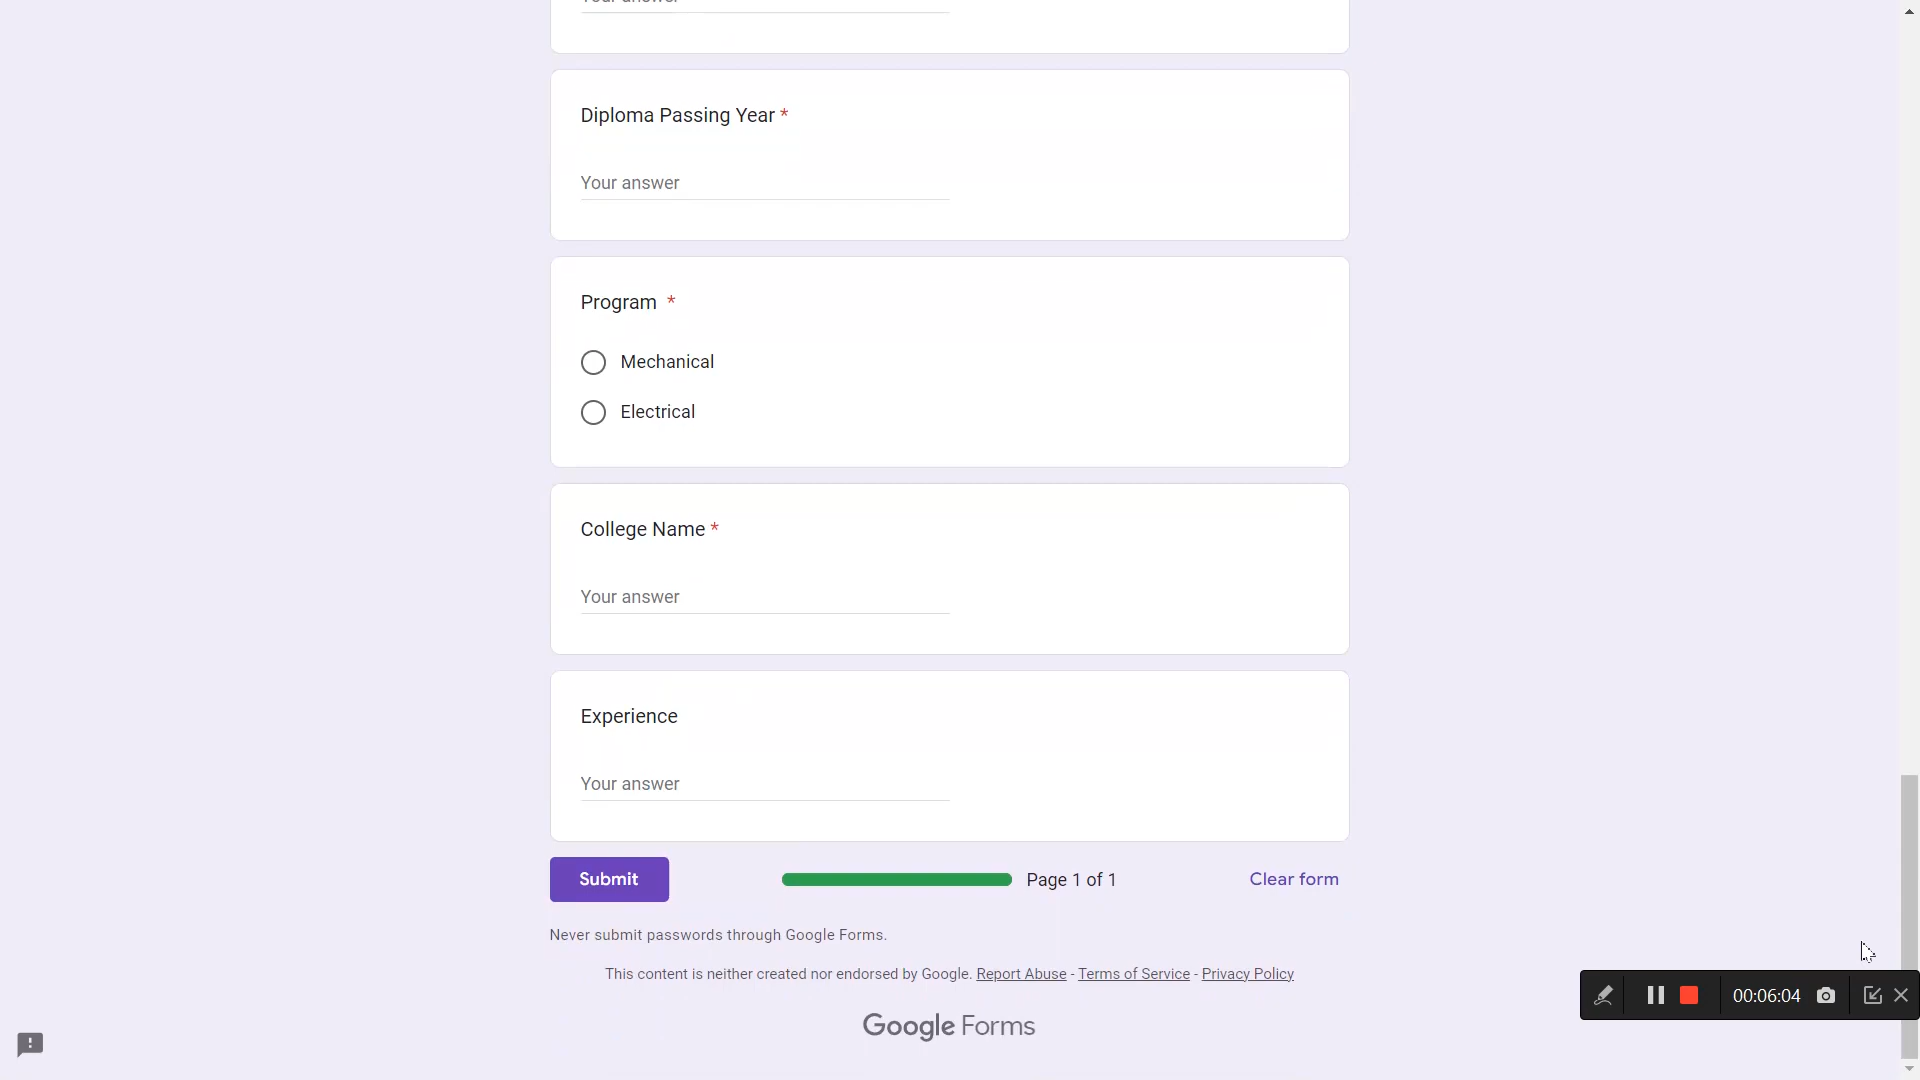 Your answer
Diploma Passing Year *
Your answer
Program *
Mechanical
Electrical
College Name *
Your answer
Experience
Your answer
Submit
Page 1 of 1
Clear form
Never submit passwords through Google Forms.
This content is neither created nor endorsed by Google. Report Abuse - Terms of Service - Privacy Policy
00:06:04
Google Forms